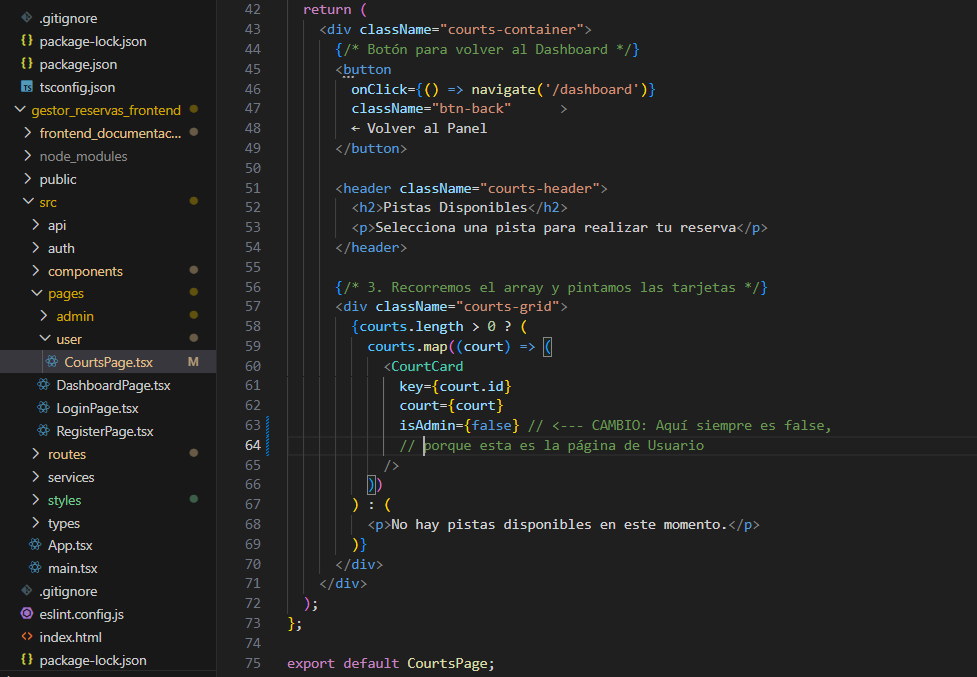 .gitignore
package-lock.json
package.json
tsconfig.json
gestor_reservas_frontend
frontend_documentac...
node_modules
public
src
api
auth
components
pages
admin
user
CourtsPage.tsx M
DashboardPage.tsx
LoginPage.tsx
RegisterPage.tsx
routes
services
styles
types
App.tsx
main.tsx
.gitignore
eslint.config.js
index.html
package-lock.json
42 return (
43 <div className="courts-container">
44 {/* Botón para volver al Dashboard */}
45 <button
46 onClick={() => navigate('/dashboard')}
47 className="btn-back" >
48 ← Volver al Panel
49 </button>
50
51 <header className="courts-header">
52 <h2>Pistas Disponibles</h2>
53 <p>Selecciona una pista para realizar tu reserva</p>
54 </header>
55
56 {/* 3. Recorremos el array y pintamos las tarjetas */}
57 <div className="courts-grid">
58 {courts.length > 0 ? (
59 courts.map((court) => (
60 <CourtCard
61 key={court.id}
62 court={court}
63 isAdmin={false} // <--- CAMBIO: Aquí siempre es false,
64 // porque esta es la página de Usuario
65 />
66 ))
67 ) : (
68 <p>No hay pistas disponibles en este momento.</p>
69 )}
70 </div>
71 </div>
72 );
73 };
74
75 export default CourtsPage;